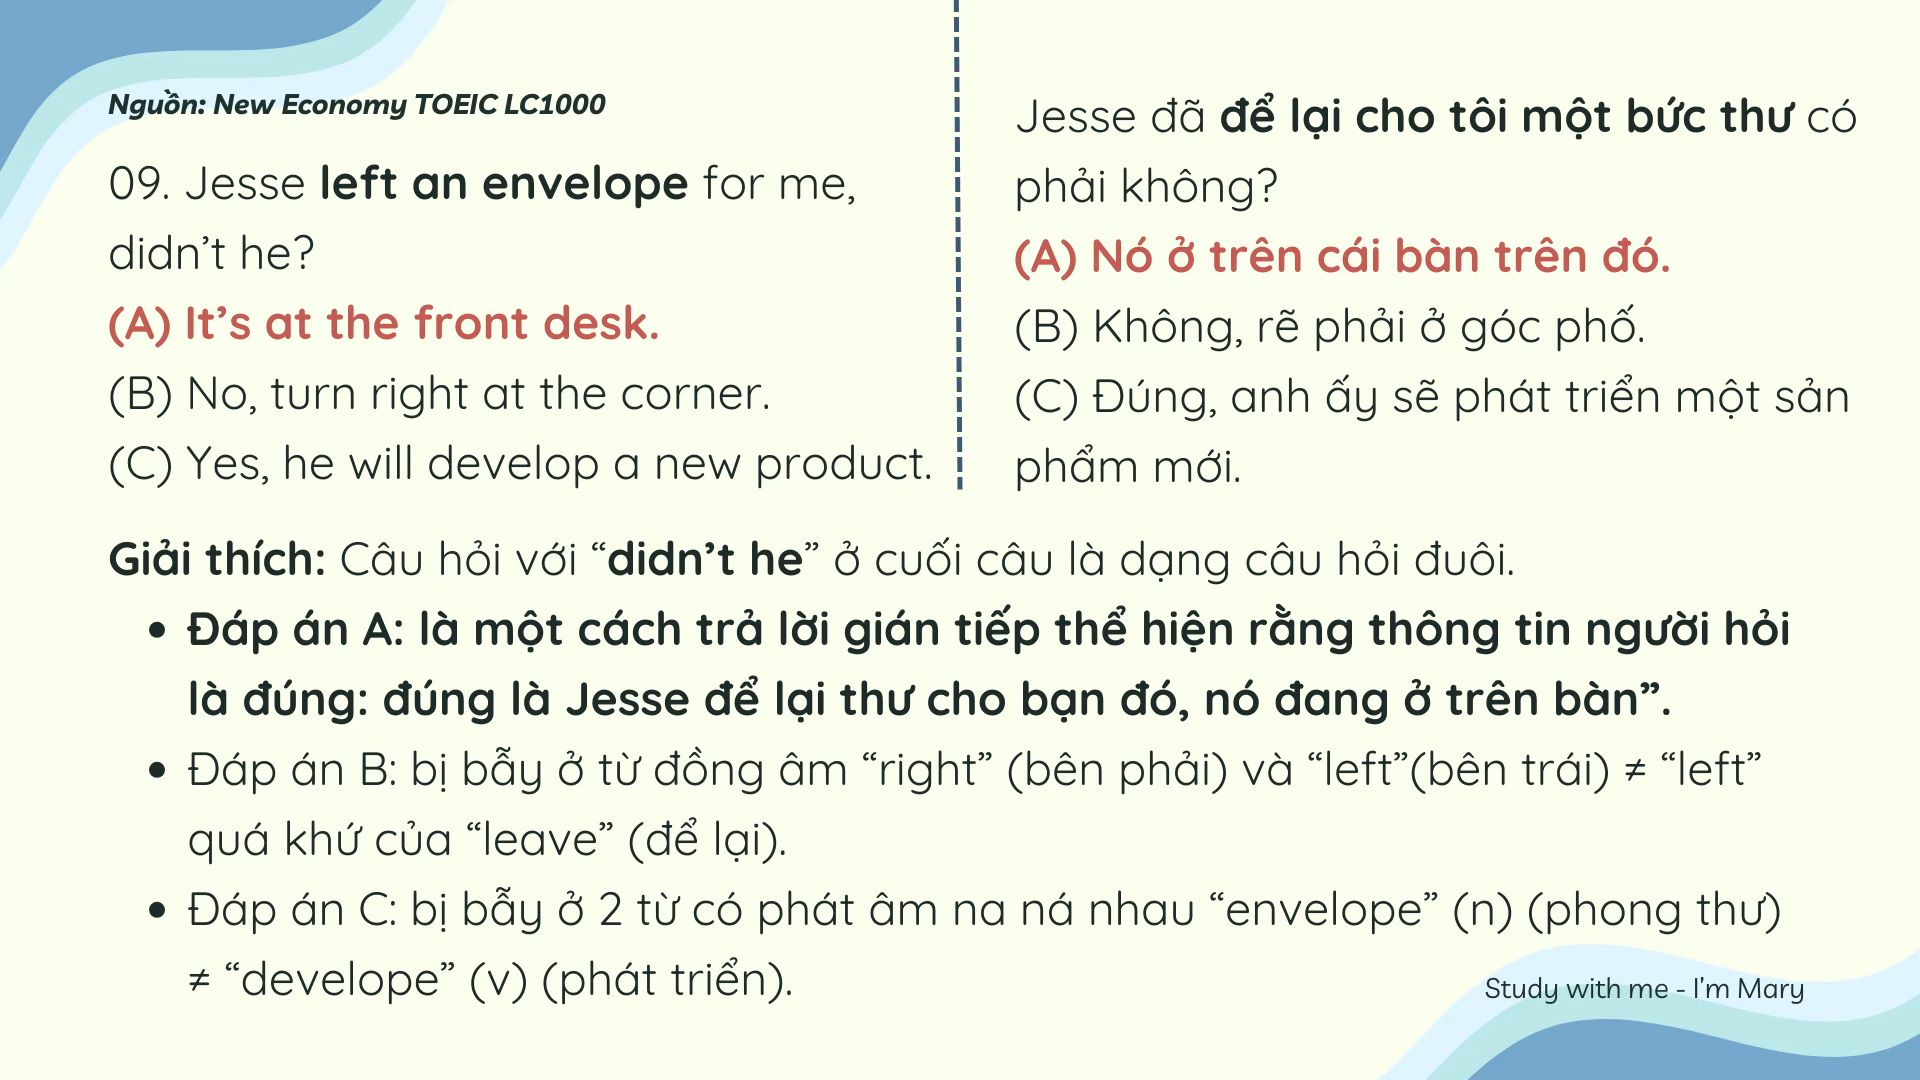 Nguồn: New Economy TOEIC LC1000
09. Jesse left an envelope for me,
didn’t he?
(A) It’s at the front desk.
(B) No, turn right at the corner.
(C) Yes, he will develop a new product.
Jesse đã để lại cho tôi một bức thư có
phải không?
(A) Nó ở trên cái bàn trên đó.
(B) Không, rẽ phải ở góc phố.
(C) Đúng, anh ấy sẽ phát triển một sản
phẩm mới.
Giải thích: Câu hỏi với “didn’t he” ở cuối câu là dạng câu hỏi đuôi.
• Đáp án A: là một cách trả lời gián tiếp thể hiện rằng thông tin người hỏi
là đúng: đúng là Jesse để lại thư cho bạn đó, nó đang ở trên bàn”.
• Đáp án B: bị bẫy ở từ đồng âm “right” (bên phải) và “left”(bên trái) ≠ “left”
quá khứ của “leave” (để lại).
• Đáp án C: bị bẫy ở 2 từ có phát âm na ná nhau “envelope” (n) (phong thư)
≠ “develope” (v) (phát triển).
Study with me - I’m Mary